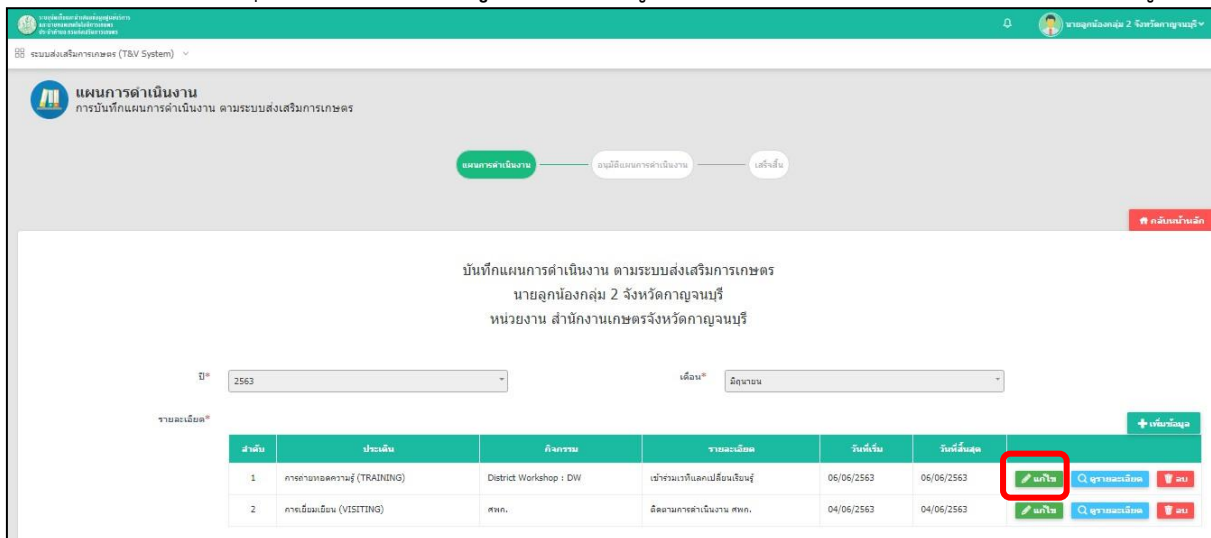 นายลูกน้องกลุ่ม 2 จังหวัดกาญจนบุรี
ระบบส่งเสริมการเกษตร (T&V System)
แผนการดำเนินงาน
การบันทึกแผนการดำเนินงาน ตามระบบส่งเสริมการเกษตร
แผนการดำเนินงาน อนุมัติแผนการดำเนินงาน เสร็จสิ้น
กลับหน้าหลัก
บันทึกแผนการดำเนินงาน ตามระบบส่งเสริมการเกษตร
นายลูกน้องกลุ่ม 2 จังหวัดกาญจนบุรี
หน่วยงาน สำนักงานเกษตรจังหวัดกาญจนบุรี
ปี* 2563 เดือน* มิถุนายน
รายละเอียด*
เพิ่มข้อมูล
ลำดับ ประเด็น กิจกรรม รายละเอียด วันที่เริ่ม วันที่สิ้นสุด
1 การถ่ายทอดความรู้ (TRAINING) District Workshop : DW เข้าร่วมเวทีแลกเปลี่ยนเรียนรู้ 06/06/2563 06/06/2563 แก้ไข ดูรายละเอียด ลบ
2 การเยี่ยมเยียน (VISITING) ศพก. ติดตามการดำเนินงาน ศพก. 04/06/2563 04/06/2563 แก้ไข ดูรายละเอียด ลบ